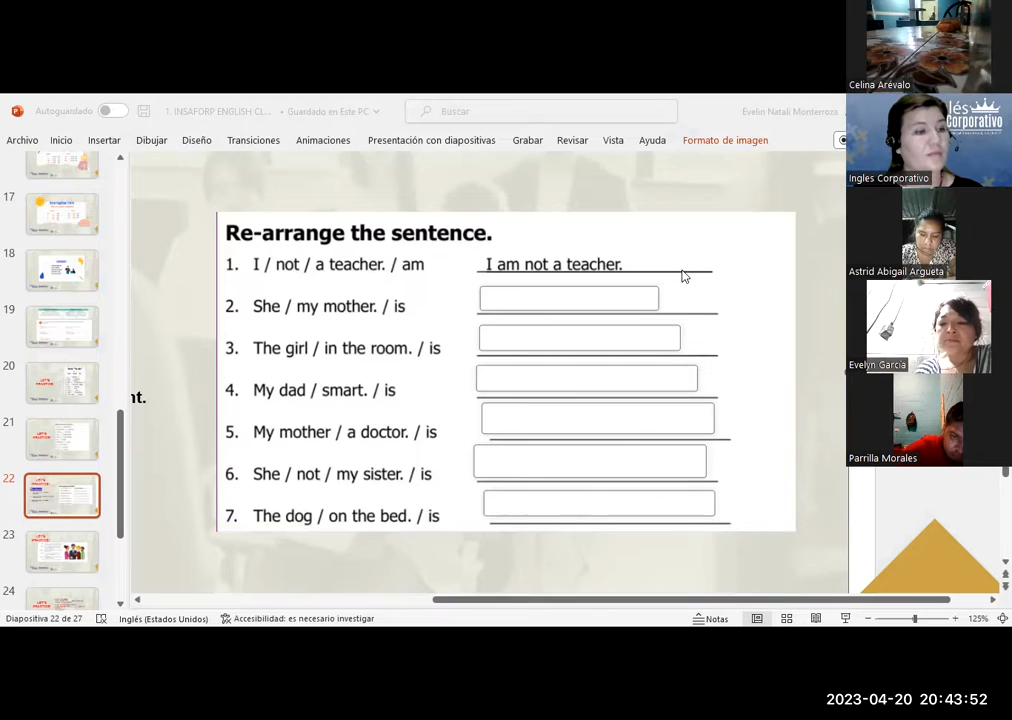 Celina Arévalo
Autoguardado
1. INSAFORP ENGLISH CL... • Guardado en Este PC
Buscar
Evelin Natali Monterroza
lés
Corporativo
Archivo Inicio Insertar Dibujar Diseño Transiciones Animaciones Presentación con diapositivas Grabar Revisar Vista Ayuda Formato de imagen
Ingles Corporativo
17
18
19
20
21
22
23
24
Re-arrange the sentence.
1. I / not / a teacher. / am I am not a teacher.
2. She / my mother. / is
3. The girl / in the room. / is
4. My dad / smart. / is
5. My mother / a doctor. / is
6. She / not / my sister. / is
7. The dog / on the bed. / is
nt.
Astrid Abigail Argueta
Evelyn García
Parrilla Morales
Diapositiva 22 de 27 Inglés (Estados Unidos) Accesibilidad: es necesario investigar Notas 125%
2023-04-20 20:43:52